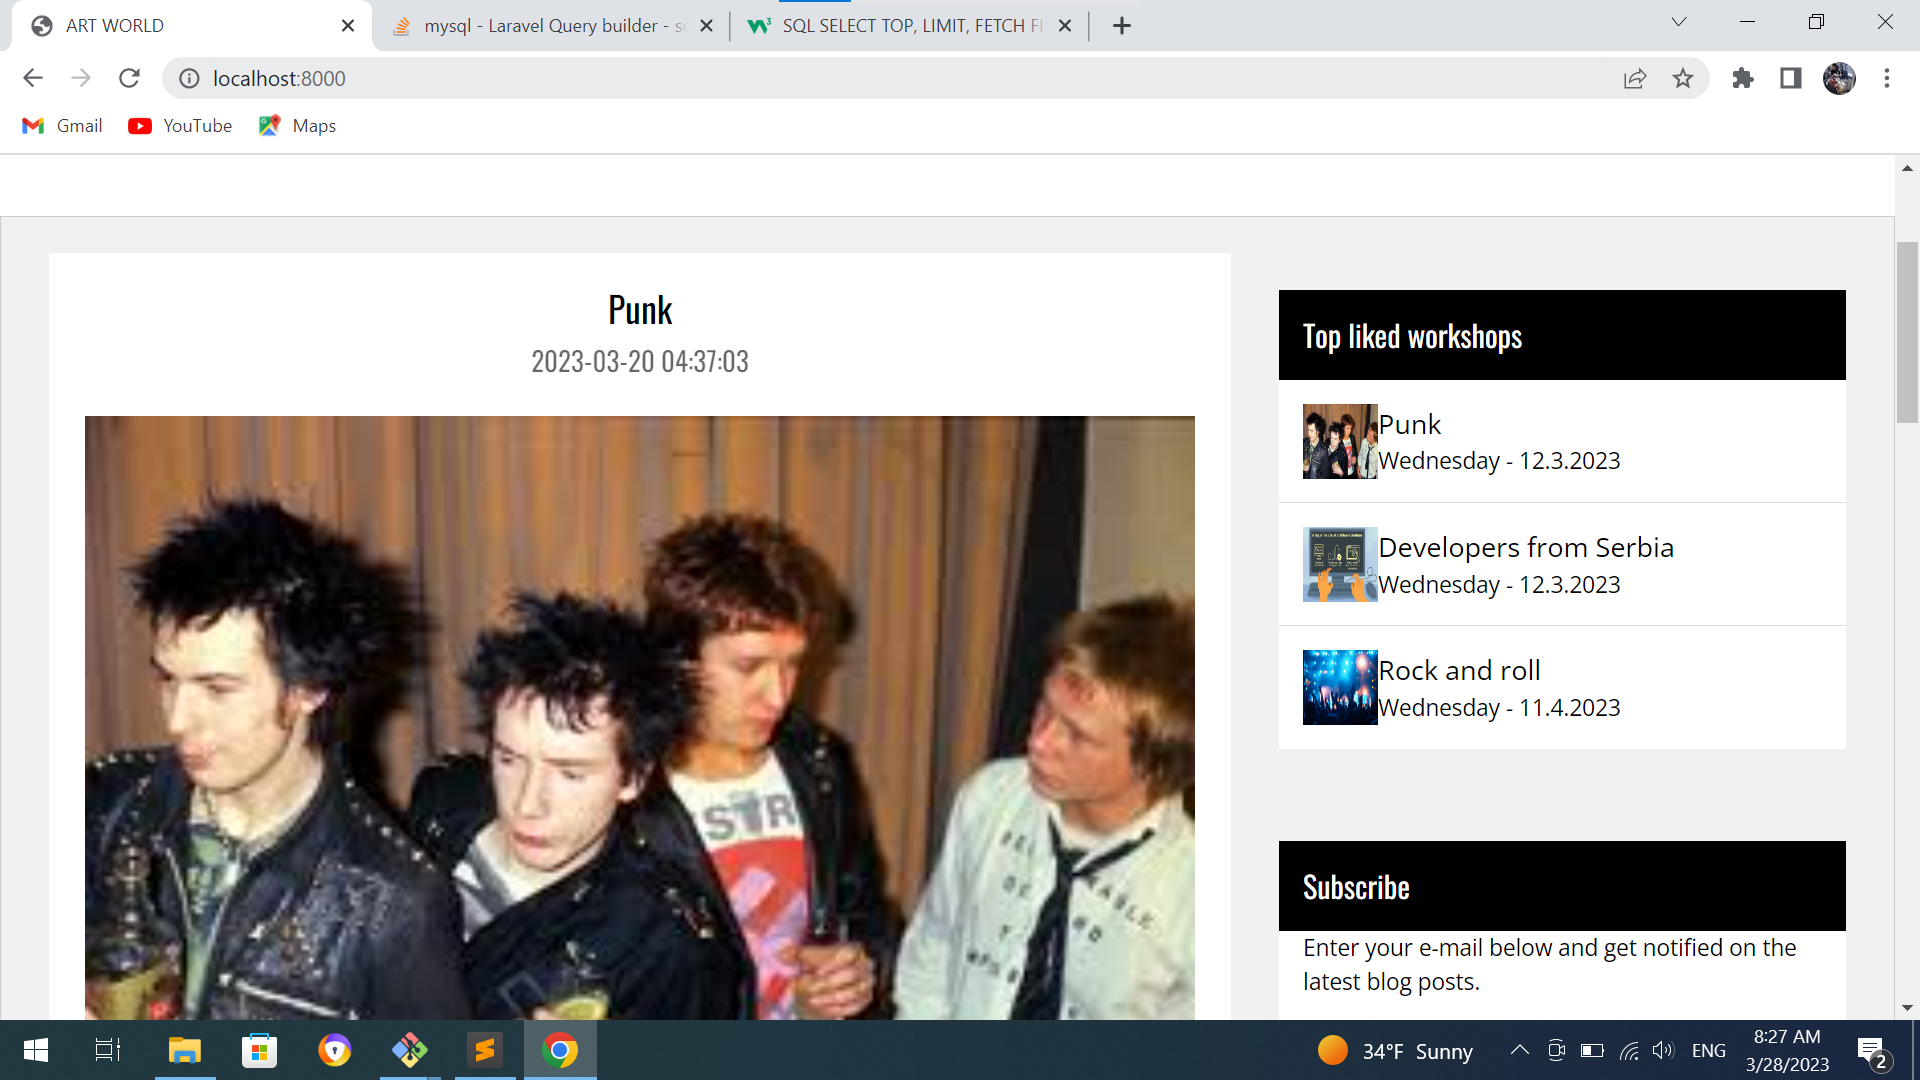 ART WORLD
mysql - Laravel Query builder - se
SQL SELECT TOP, LIMIT, FETCH FI
localhost:8000
Gmail
YouTube
Maps
Punk
2023-03-20 04:37:03
Top liked workshops
Punk
Wednesday - 12.3.2023
Developers from Serbia
Wednesday - 12.3.2023
Rock and roll
Wednesday - 11.4.2023
Subscribe
Enter your e-mail below and get notified on the
latest blog posts.
34°F Sunny
ENG
8:27 AM
3/28/2023
2